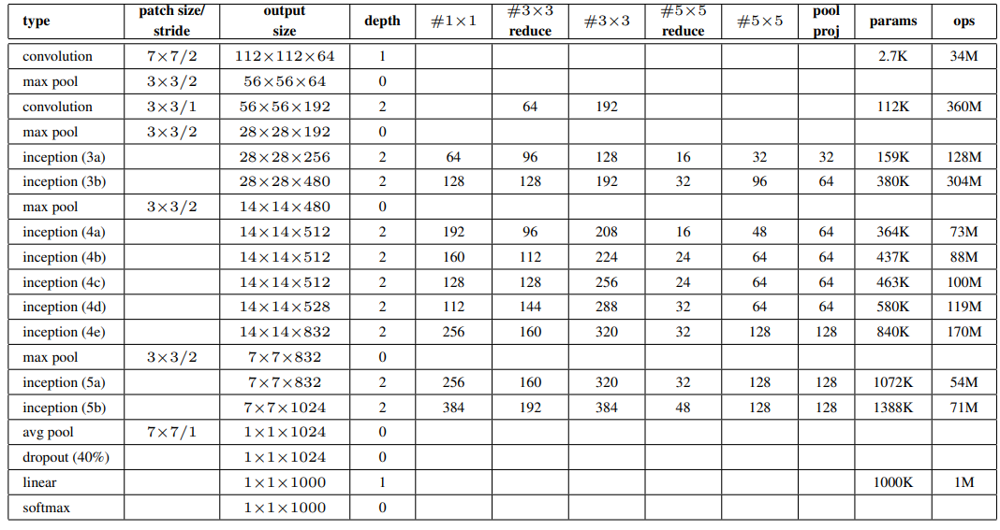 type patch size/ stride output size depth #1×1 #3×3 reduce #3×3 #5×5 reduce #5×5 pool proj params ops
convolution 7×7/2 112×112×64 1 2.7K 34M
max pool 3×3/2 56×56×64 0
convolution 3×3/1 56×56×192 2 64 192 112K 360M
max pool 3×3/2 28×28×192 0
inception (3a) 28×28×256 2 64 96 128 16 32 32 159K 128M
inception (3b) 28×28×480 2 128 128 192 32 96 64 380K 304M
max pool 3×3/2 14×14×480 0
inception (4a) 14×14×512 2 192 96 208 16 48 64 364K 73M
inception (4b) 14×14×512 2 160 112 224 24 64 64 437K 88M
inception (4c) 14×14×512 2 128 128 256 24 64 64 463K 100M
inception (4d) 14×14×528 2 112 144 288 32 64 64 580K 119M
inception (4e) 14×14×832 2 256 160 320 32 128 128 840K 170M
max pool 3×3/2 7×7×832 0
inception (5a) 7×7×832 2 256 160 320 32 128 128 1072K 54M
inception (5b) 7×7×1024 2 384 192 384 48 128 128 1388K 71M
avg pool 7×7/1 1×1×1024 0
dropout (40%) 1×1×1024 0
linear 1×1×1000 1 1000K 1M
softmax 1×1×1000 0